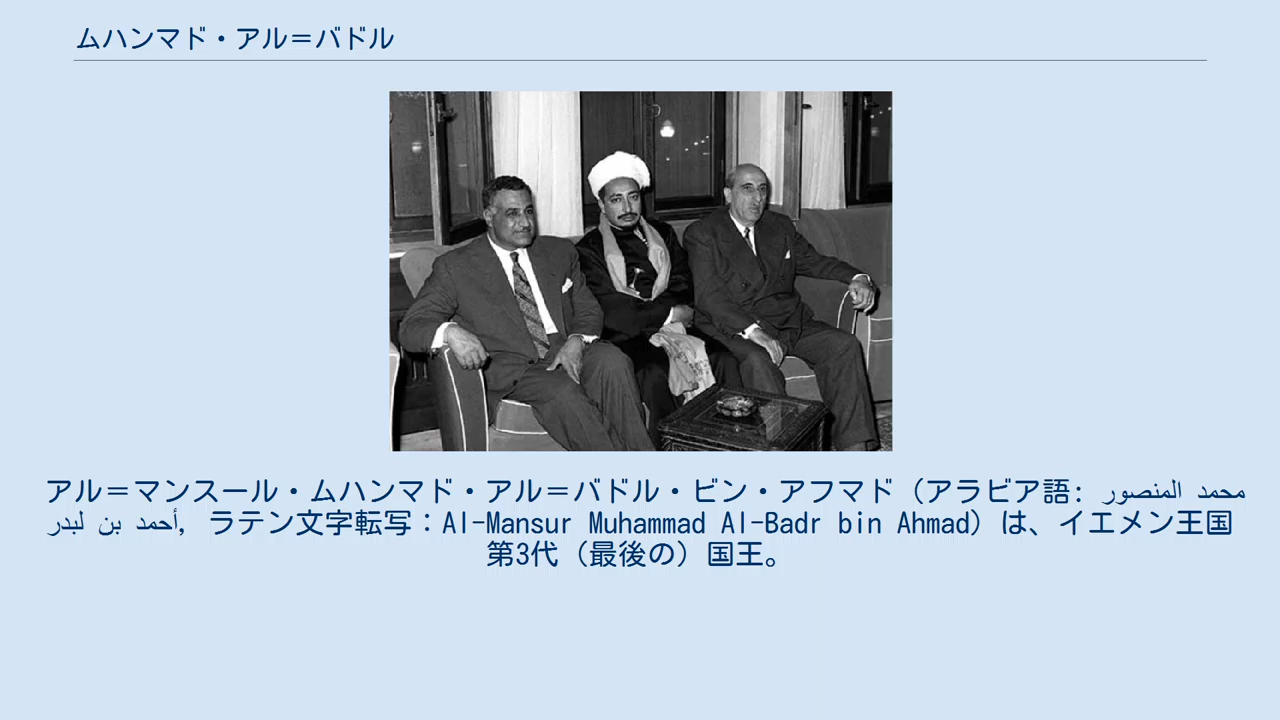 ムハンマド・アル＝バドル
アル＝マンスール・ムハンマド・アル＝バドル・ビン・アフマド（アラビア語: محمد المنصور
أحمد بن لبدر, ラテン文字転写：Al-Mansur Muhammad Al-Badr bin Ahmad）は、イエメン王国
第3代（最後の）国王。